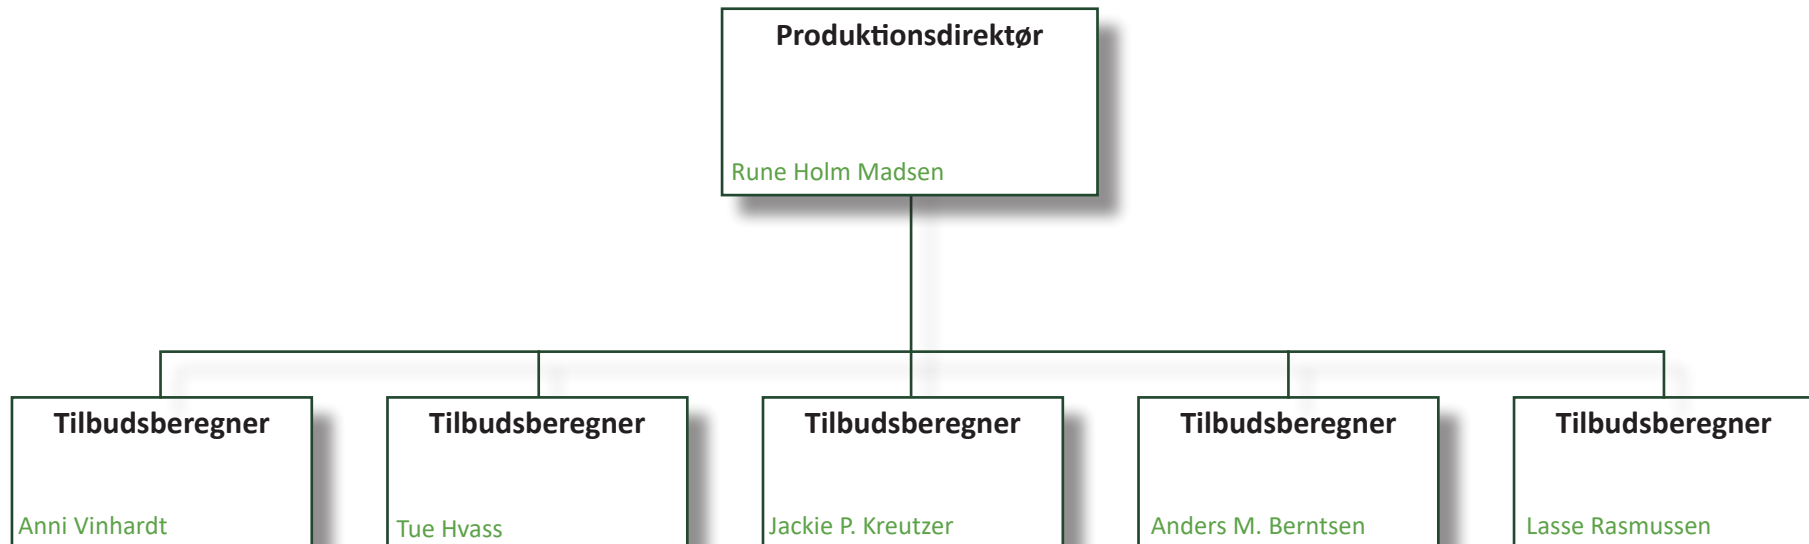 Produktionsdirektør
Rune Holm Madsen
Tilbudsberegner
Anni Vinhardt
Tilbudsberegner
Tue Hvass
Tilbudsberegner
Jackie P. Kreutzer
Tilbudsberegner
Anders M. Berntsen
Tilbudsberegner
Lasse Rasmussen